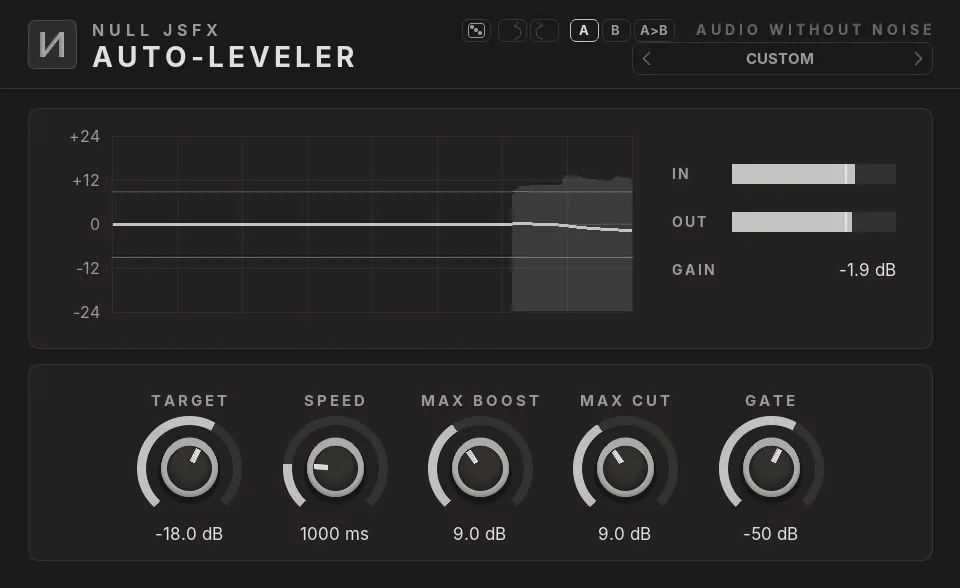 NULL JSFX
AUTO-LEVELER
A B A>B
AUDIO WITHOUT NOISE
CUSTOM
+24
+12
0
-12
-24
IN
OUT
GAIN -1.9 dB
TARGET SPEED MAX BOOST MAX CUT GATE
-18.0 dB 1000 ms 9.0 dB 9.0 dB -50 dB